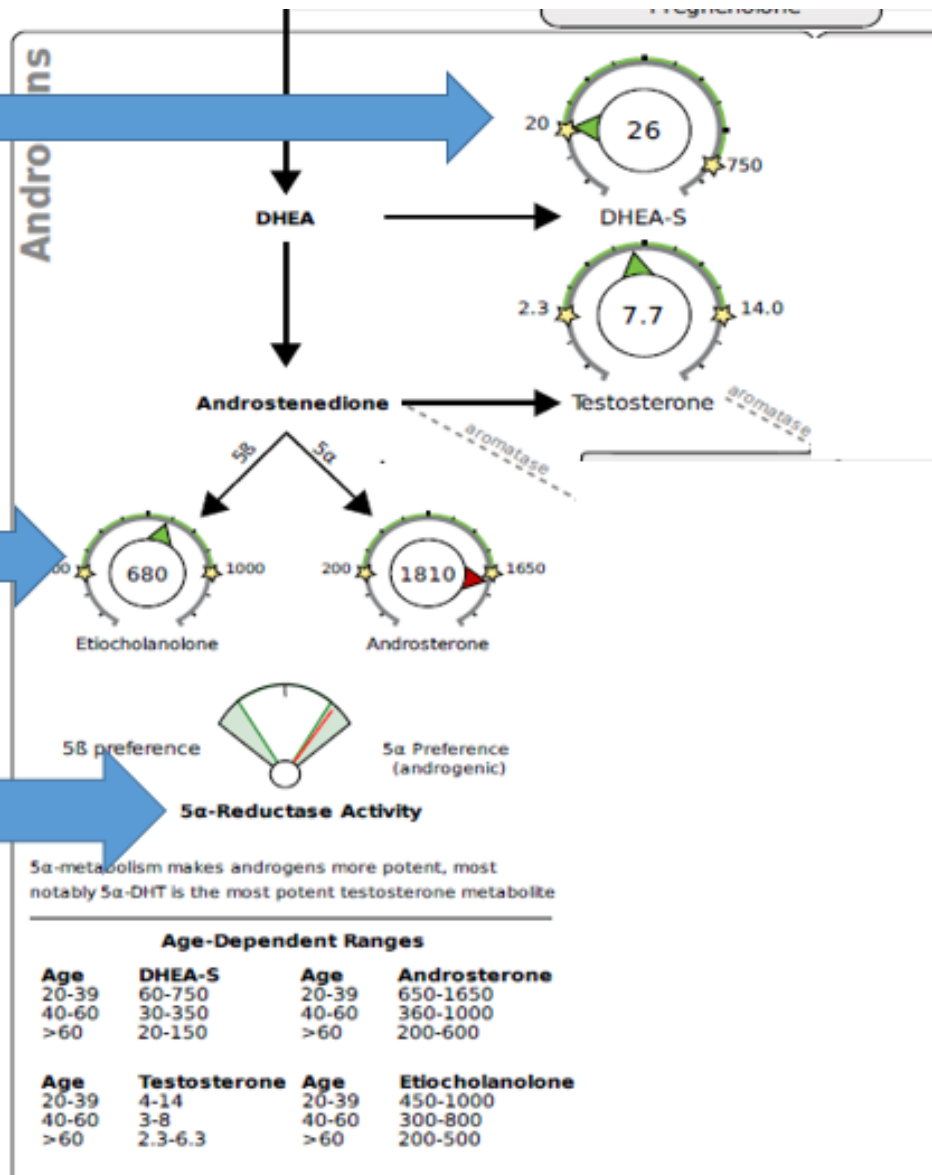 20
26
750
DHEA
DHEA-S
2.3
7.7
14.0
Androstenedione
Testosterone
aromatase
aromatase
5ß
5α
680
1000
200
1810
1650
Etiocholanolone
Androsterone
5ß preference
5α Preference
(androgenic)
5α-Reductase Activity
5α-metabolism makes androgens more potent, most
notably 5α-DHT is the most potent testosterone metabolite
Age-Dependent Ranges
Age DHEA-S Age Androsterone
20-39 60-750 20-39 650-1650
40-60 30-350 40-60 360-1000
>60 20-150 >60 200-600
Age Testosterone Age Etiocholanolone
20-39 4-14 20-39 450-1000
40-60 3-8 40-60 300-800
>60 2.3-6.3 >60 200-500